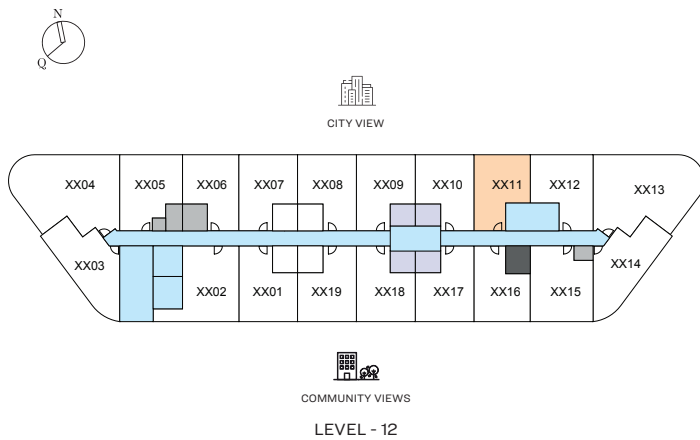 N
Q
CITY VIEW
XX04 XX05 XX06 XX07 XX08 XX09 XX10 XX11 XX12 XX13
XX03 XX14
XX02 XX01 XX19 XX18 XX17 XX16 XX15
COMMUNITY VIEWS
LEVEL - 12